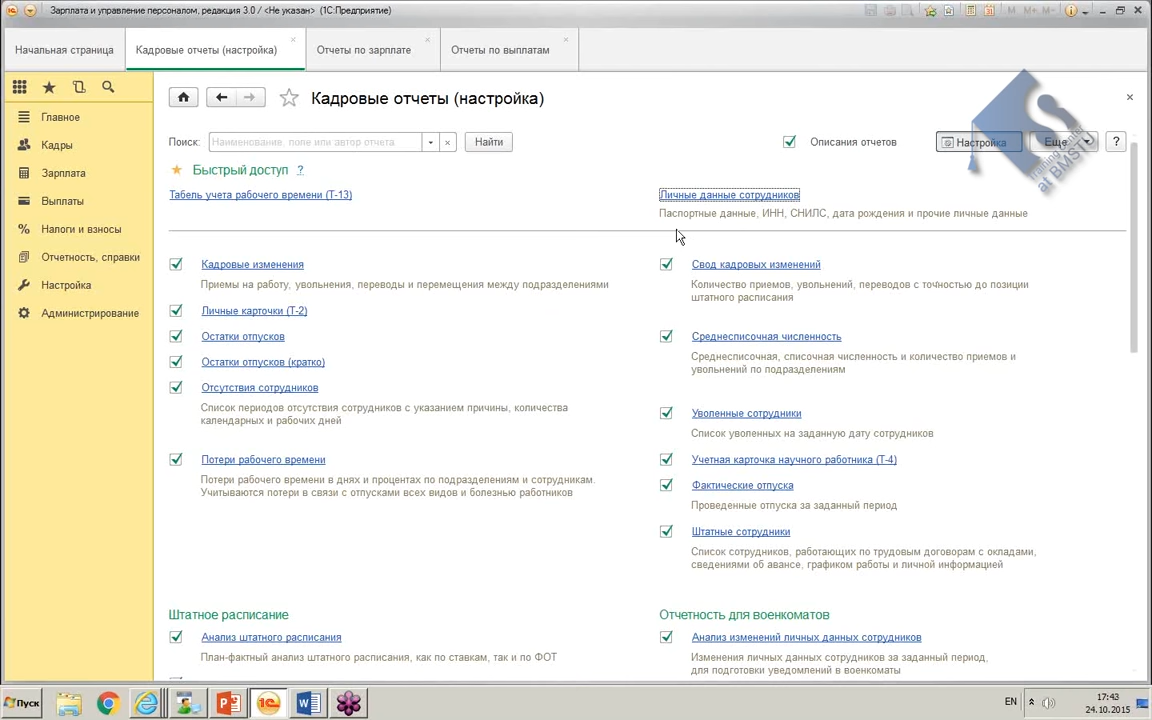 Зарплата и управление персоналом, редакция 3.0 / <Не указан> (1С:Предприятие)
M M+ M-
Начальная страница
Кадровые отчеты (настройка)
Отчеты по зарплате
Отчеты по выплатам
Главное
Кадры
Зарплата
Выплаты
Налоги и взносы
Отчетность, справки
Настройка
Администрирование
Кадровые отчеты (настройка)
Поиск:
Наименование, поле или автор отчета
Найти
Описания отчетов
Настройка
Еще
?
Training Center
at BMSTU
Быстрый доступ ?
Табель учета рабочего времени (Т-13)
Личные данные сотрудников
Паспортные данные, ИНН, СНИЛС, дата рождения и прочие личные данные
Кадровые изменения
Приемы на работу, увольнения, переводы и перемещения между подразделениями
Личные карточки (Т-2)
Остатки отпусков
Остатки отпусков (кратко)
Отсутствия сотрудников
Список периодов отсутствия сотрудников с указанием причины, количества
календарных и рабочих дней
Потери рабочего времени
Потери рабочего времени в днях и процентах по подразделениям и сотрудникам.
Учитываются потери в связи с отпусками всех видов и болезнью работников
Свод кадровых изменений
Количество приемов, увольнений, переводов с точностью до позиции
штатного расписания
Среднесписочная численность
Среднесписочная, списочная численность и количество приемов и
увольнений по подразделениям
Уволенные сотрудники
Список уволенных на заданную дату сотрудников
Учетная карточка научного работника (Т-4)
Фактические отпуска
Проведенные отпуска за заданный период
Штатные сотрудники
Список сотрудников, работающих по трудовым договорам с окладами,
сведениями об авансе, графиком работы и личной информацией
Штатное расписание
Анализ штатного расписания
План-фактный анализ штатного расписания, как по ставкам, так и по ФОТ
Отчетность для военкоматов
Анализ изменений личных данных сотрудников
Изменения личных данных сотрудников за заданный период,
для подготовки уведомлений в военкоматы
Пуск
EN
17:43
24.10.2015